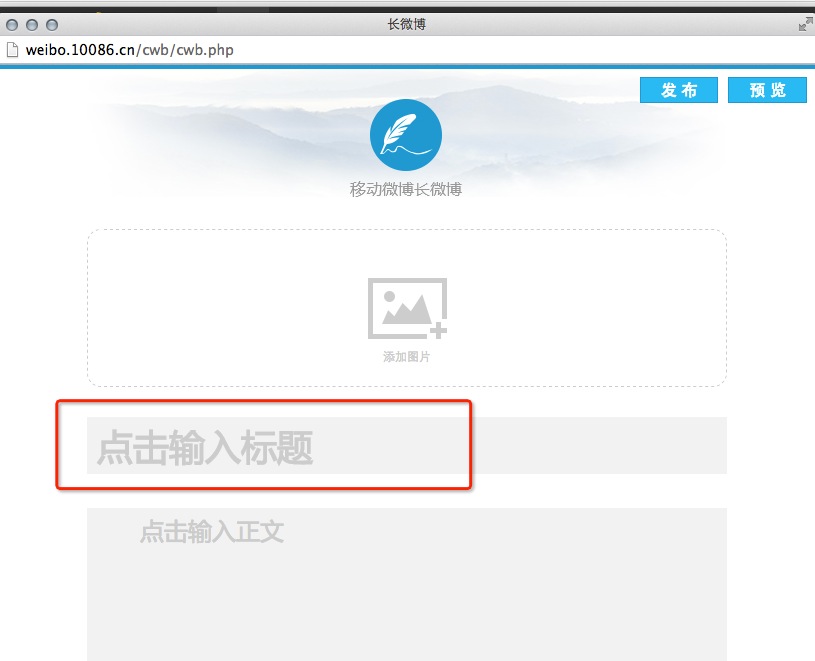 长微博
weibo.10086.cn/cwb/cwb.php
发布 预览
移动微博长微博
添加图片
点击输入标题
点击输入正文